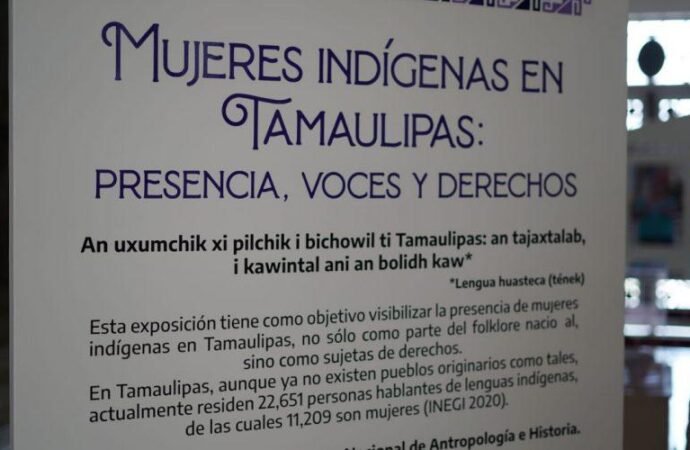 MUJERES INDÍGENAS EN
TAMAULIPAS:
PRESENCIA, VOCES Y DERECHOS
An uxumchik xi pilchik i bichowil ti Tamaulipas: an tajaxtalab,
i kawintal ani an bolidh kaw*
*Lengua huasteca (tének)
Esta exposición tiene como objetivo visibilizar la presencia de mujeres
indígenas en Tamaulipas, no sólo como parte del folklore nacio al,
sino como sujetas de derechos.
En Tamaulipas, aunque ya no existen pueblos originarios como tales,
actualmente residen 22,651 personas hablantes de lenguas indígenas,
de las cuales 11,209 son mujeres (INEGI 2020).
de Antropología e Historia.